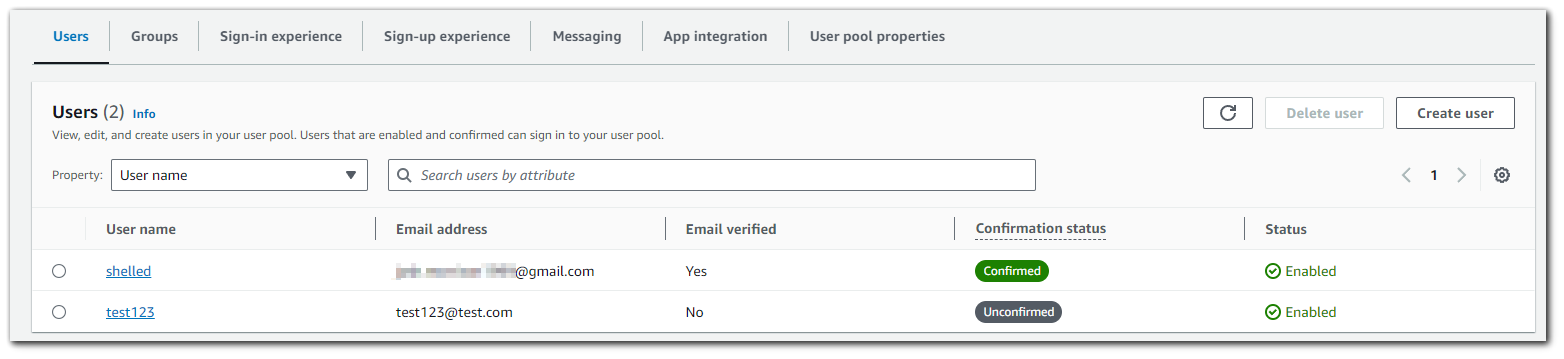 Users Groups Sign-in experience Sign-up experience Messaging App integration User pool properties
Users (2) Info
Delete user Create user
View, edit, and create users in your user pool. Users that are enabled and confirmed can sign in to your user pool.
Property: User name Search users by attribute 1
User name Email address Email verified Confirmation status Status
shelled @gmail.com Yes Confirmed Enabled
test123 test123@test.com No Unconfirmed Enabled